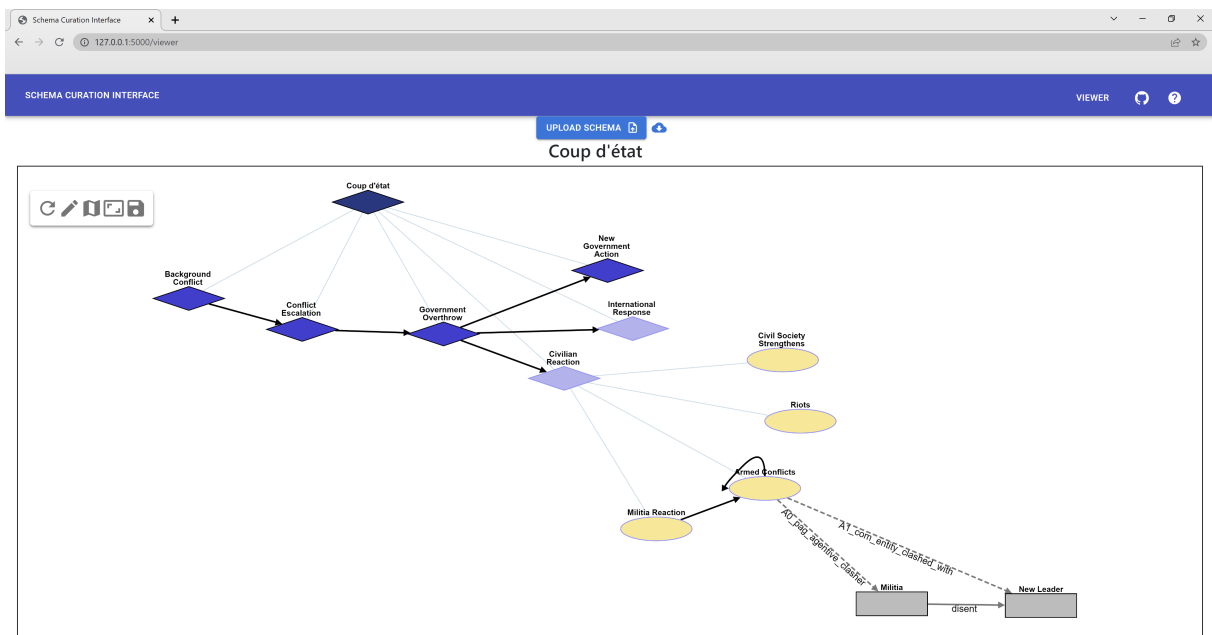 Schema Curation Interface
127.0.0.1:5000/viewer
SCHEMA CURATION INTERFACE
VIEWER
UPLOAD SCHEMA
Coup d'état
Coup d'état
New
Government
Action
Background
Conflict
Conflict
Escalation
Government
Overthrow
International
Response
Civilian
Reaction
Civil Society
Strengthens
Riots
Armed Conflicts
Militia Reaction
A0_pag_agentive_clasher
A1_com_entity_clashed_with
Militia
New Leader
disent